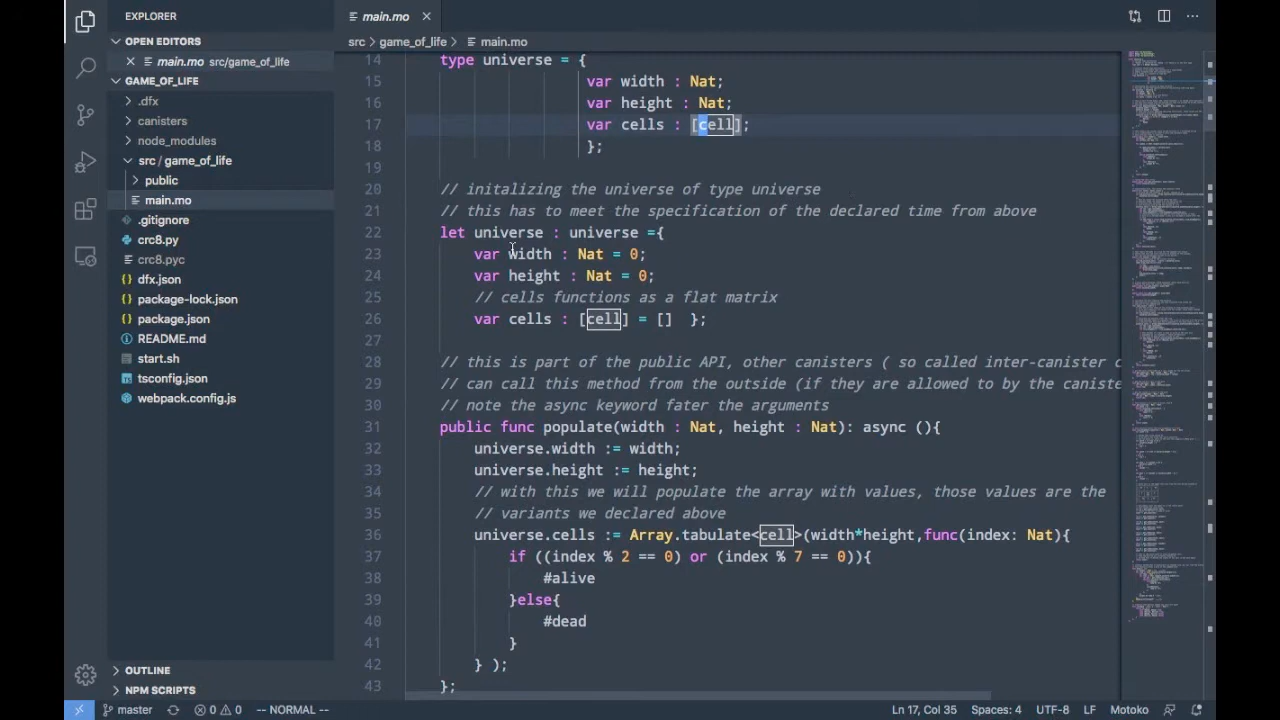 EXPLORER
OPEN EDITORS
main.mo src/game_of_life
GAME_OF_LIFE
.dfx
canisters
node_modules
src / game_of_life
public
main.mo
.gitignore
crc8.py
crc8.pyc
dfx.json
package-lock.json
package.json
README.md
start.sh
tsconfig.json
webpack.config.js
OUTLINE
NPM SCRIPTS
main.mo
src > game_of_life > main.mo
14 type universe = {
15 var width : Nat;
16 var height : Nat;
17 var cells : [cell];
18 };
19
20 // initalizing the universe of type universe
21 // this has to meet the specification of the declared time from above
22 let universe : universe ={
23 var width : Nat = 0;
24 var height : Nat = 0;
25 // cells functions as a flat matrix
26 var cells : [cell] = [] };
27
28 // this is part of the public API, other canisters ( so called inter-canister c
29 // can call this method from the outside (if they are allowed to by the caniste
30 // note the async keyword fater the arguments
31 public func populate(width : Nat, height : Nat): async (){
32 universe.width := width;
33 universe.height := height;
34 // with this we will populate the array with values, those values are the
35 // variants we declared above
36 universe.cells := Array.tabulate<cell>(width*height,func(index: Nat){
37 if ((index % 2 == 0) or (index % 7 == 0)){
38 #alive
39 }else{
40 #dead
41 }
42 } );
43 };
master 0 0 -- NORMAL -- Ln 17, Col 35 Spaces: 4 UTF-8 LF Motoko